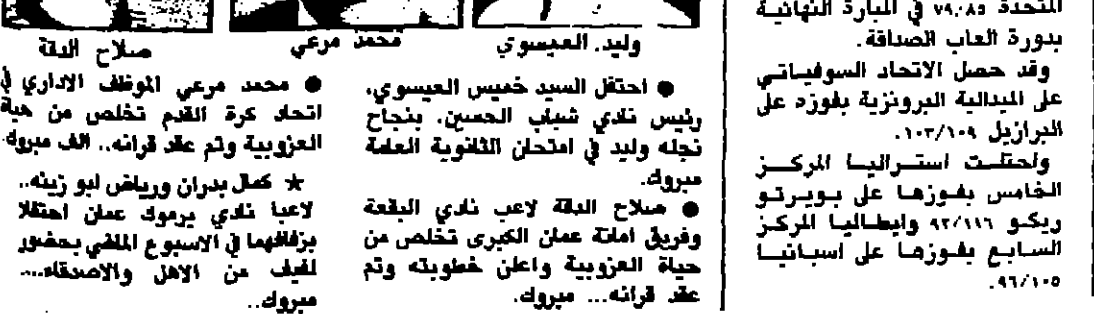 المتحدة ٧٩,٨٥ في المباراة النهائية
بدورة العاب الصداقة.
وقد حصل الاتحاد السوفياتي
على الميدالية البرونزية بفوزه على
البرازيل ١٠٣/١٠٩.
واحتلت استراليا المركز
الخامس بفوزها على بويرتو
ريكو ٩٣/١١٦ وايطاليا المركز
السابع بفوزها على اسبانيا
٩٦/١٠٥.
وليد العيسوي
محمد مرعي
صلاح الدقة
● احتفل السيد خميس العيسوي،
رئيس نادي شباب الحسين، بنجاح
نجله وليد في امتحان الثانوية العامة
مبروك.
● صلاح الدقة لاعب نادي البقعة
وفريق امانة عمان الكبرى تخلص من
حياة العزوبية واعلن خطوبته وتم
عقد قرانه... مبروك.
● محمد مرعي الموظف الاداري في
اتحاد كرة القدم تخلص من حياة
العزوبية وتم عقد قرانه.. الف مبروك
★ كمال بدران ورياض ابو زينه..
لاعبا نادي يرموك عمان احتفلا
بزفافهما في الاسبوع الماضي بحضور
لفيف من الاهل والاصدقاء....
مبروك..